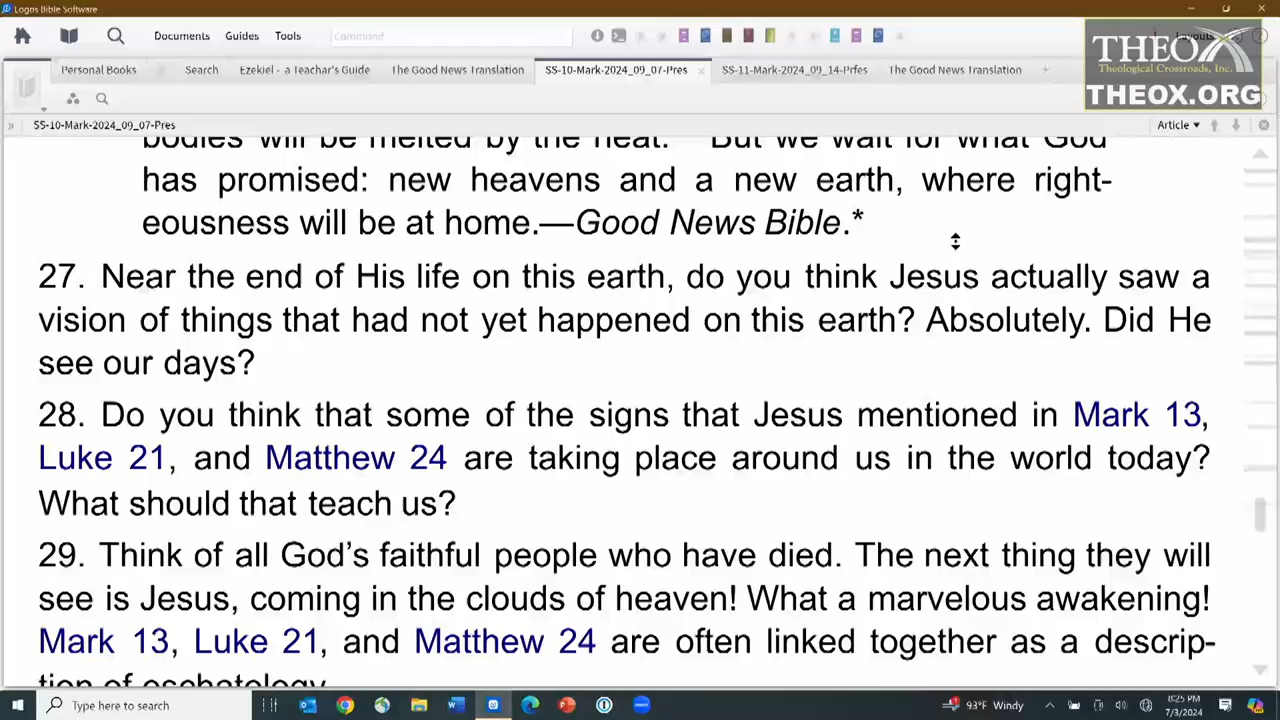 Logos Bible Software
Documents Guides Tools Command
THEOX
Theological Crossroads, Inc.
THEOX.ORG
Personal Books Search Ezekiel - a Teacher's Guide SS-10-Mark-2024_09_07-Pres SS-11-Mark-2024_09_14-Prfes The Good News Translation
SS-10-Mark-2024_09_07-Pres Article
bodies will be melted by the heat. But we wait for what God
has promised: new heavens and a new earth, where right-
eousness will be at home.—Good News Bible.*
27. Near the end of His life on this earth, do you think Jesus actually saw a
vision of things that had not yet happened on this earth? Absolutely. Did He
see our days?
28. Do you think that some of the signs that Jesus mentioned in Mark 13,
Luke 21, and Matthew 24 are taking place around us in the world today?
What should that teach us?
29. Think of all God's faithful people who have died. The next thing they will
see is Jesus, coming in the clouds of heaven! What a marvelous awakening!
Mark 13, Luke 21, and Matthew 24 are often linked together as a descrip-
tion of eschatology.
Type here to search 93°F Windy 8:25 PM
7/3/2024